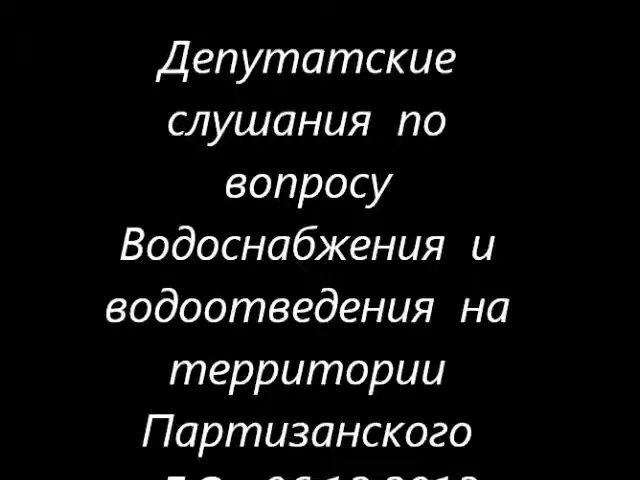 Депутатские
слушания по
вопросу
Водоснабжения и
водоотведения на
территории
Партизанского